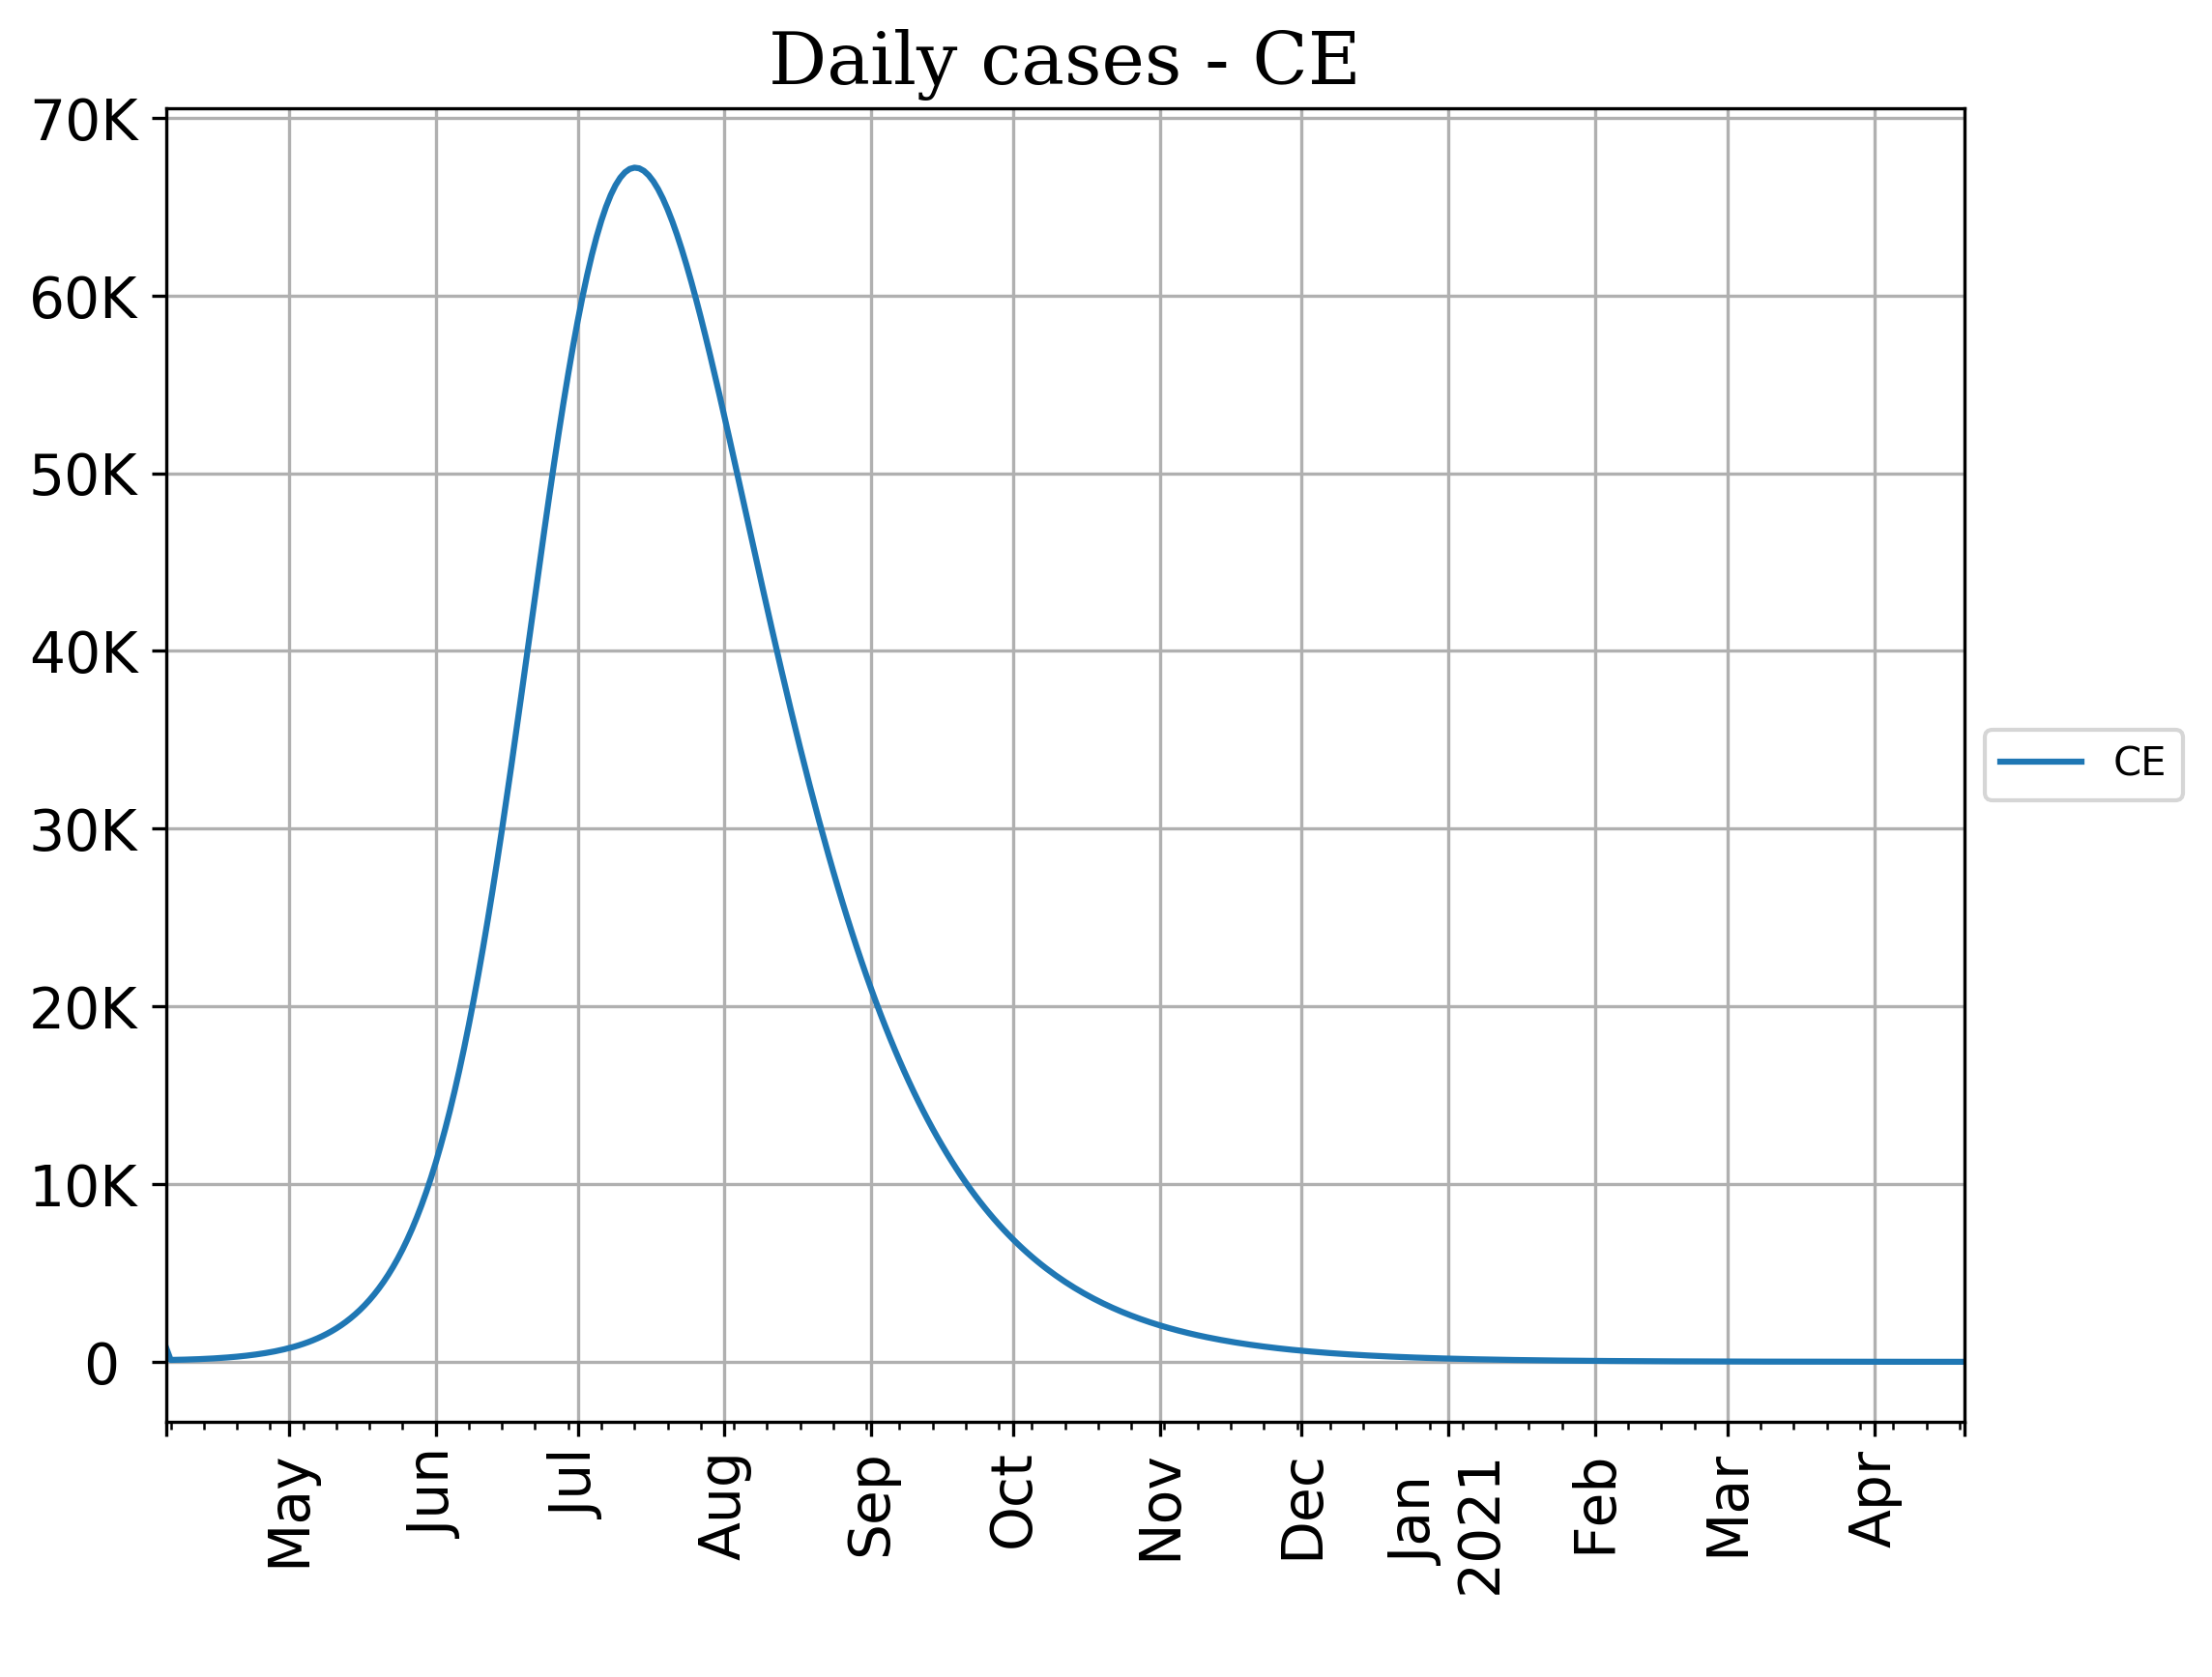 Daily cases - CE
70K
60K
50K
40K
30K
20K
10K
0
CE
May
Jun
Jul
Aug
Sep
Oct
Nov
Dec
Jan
2021
Feb
Mar
Apr